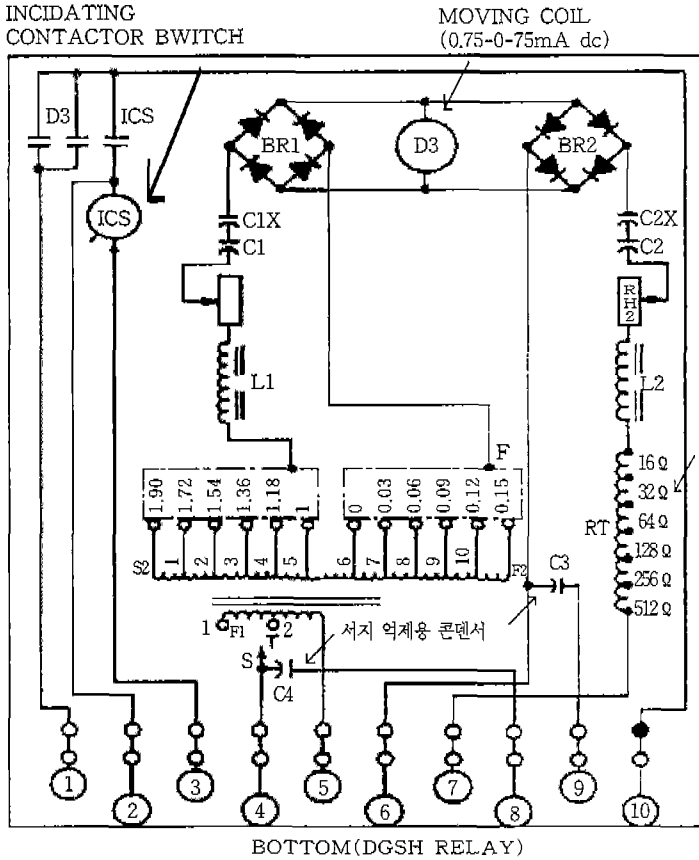 INCIDATING
CONTACTOR BWITCH
MOVING COIL
(0.75-0-75mA dc)
D3
ICS
BR1
D3
BR2
ICS
C1X
C1
C2X
C2
RH2
L1
L2
F
1.90
1.72
1.54
1.36
1.18
1
0
0.03
0.06
0.09
0.12
0.15
16Ω
32Ω
64Ω
128Ω
256Ω
512Ω
RT
S2
1
2
3
4
5
6
7
8
9
10
F2
C3
1
F1
2
T
S
C4
서지 억제용 콘덴서
1
2
3
4
5
6
7
8
9
10
BOTTOM(DGSH RELAY)